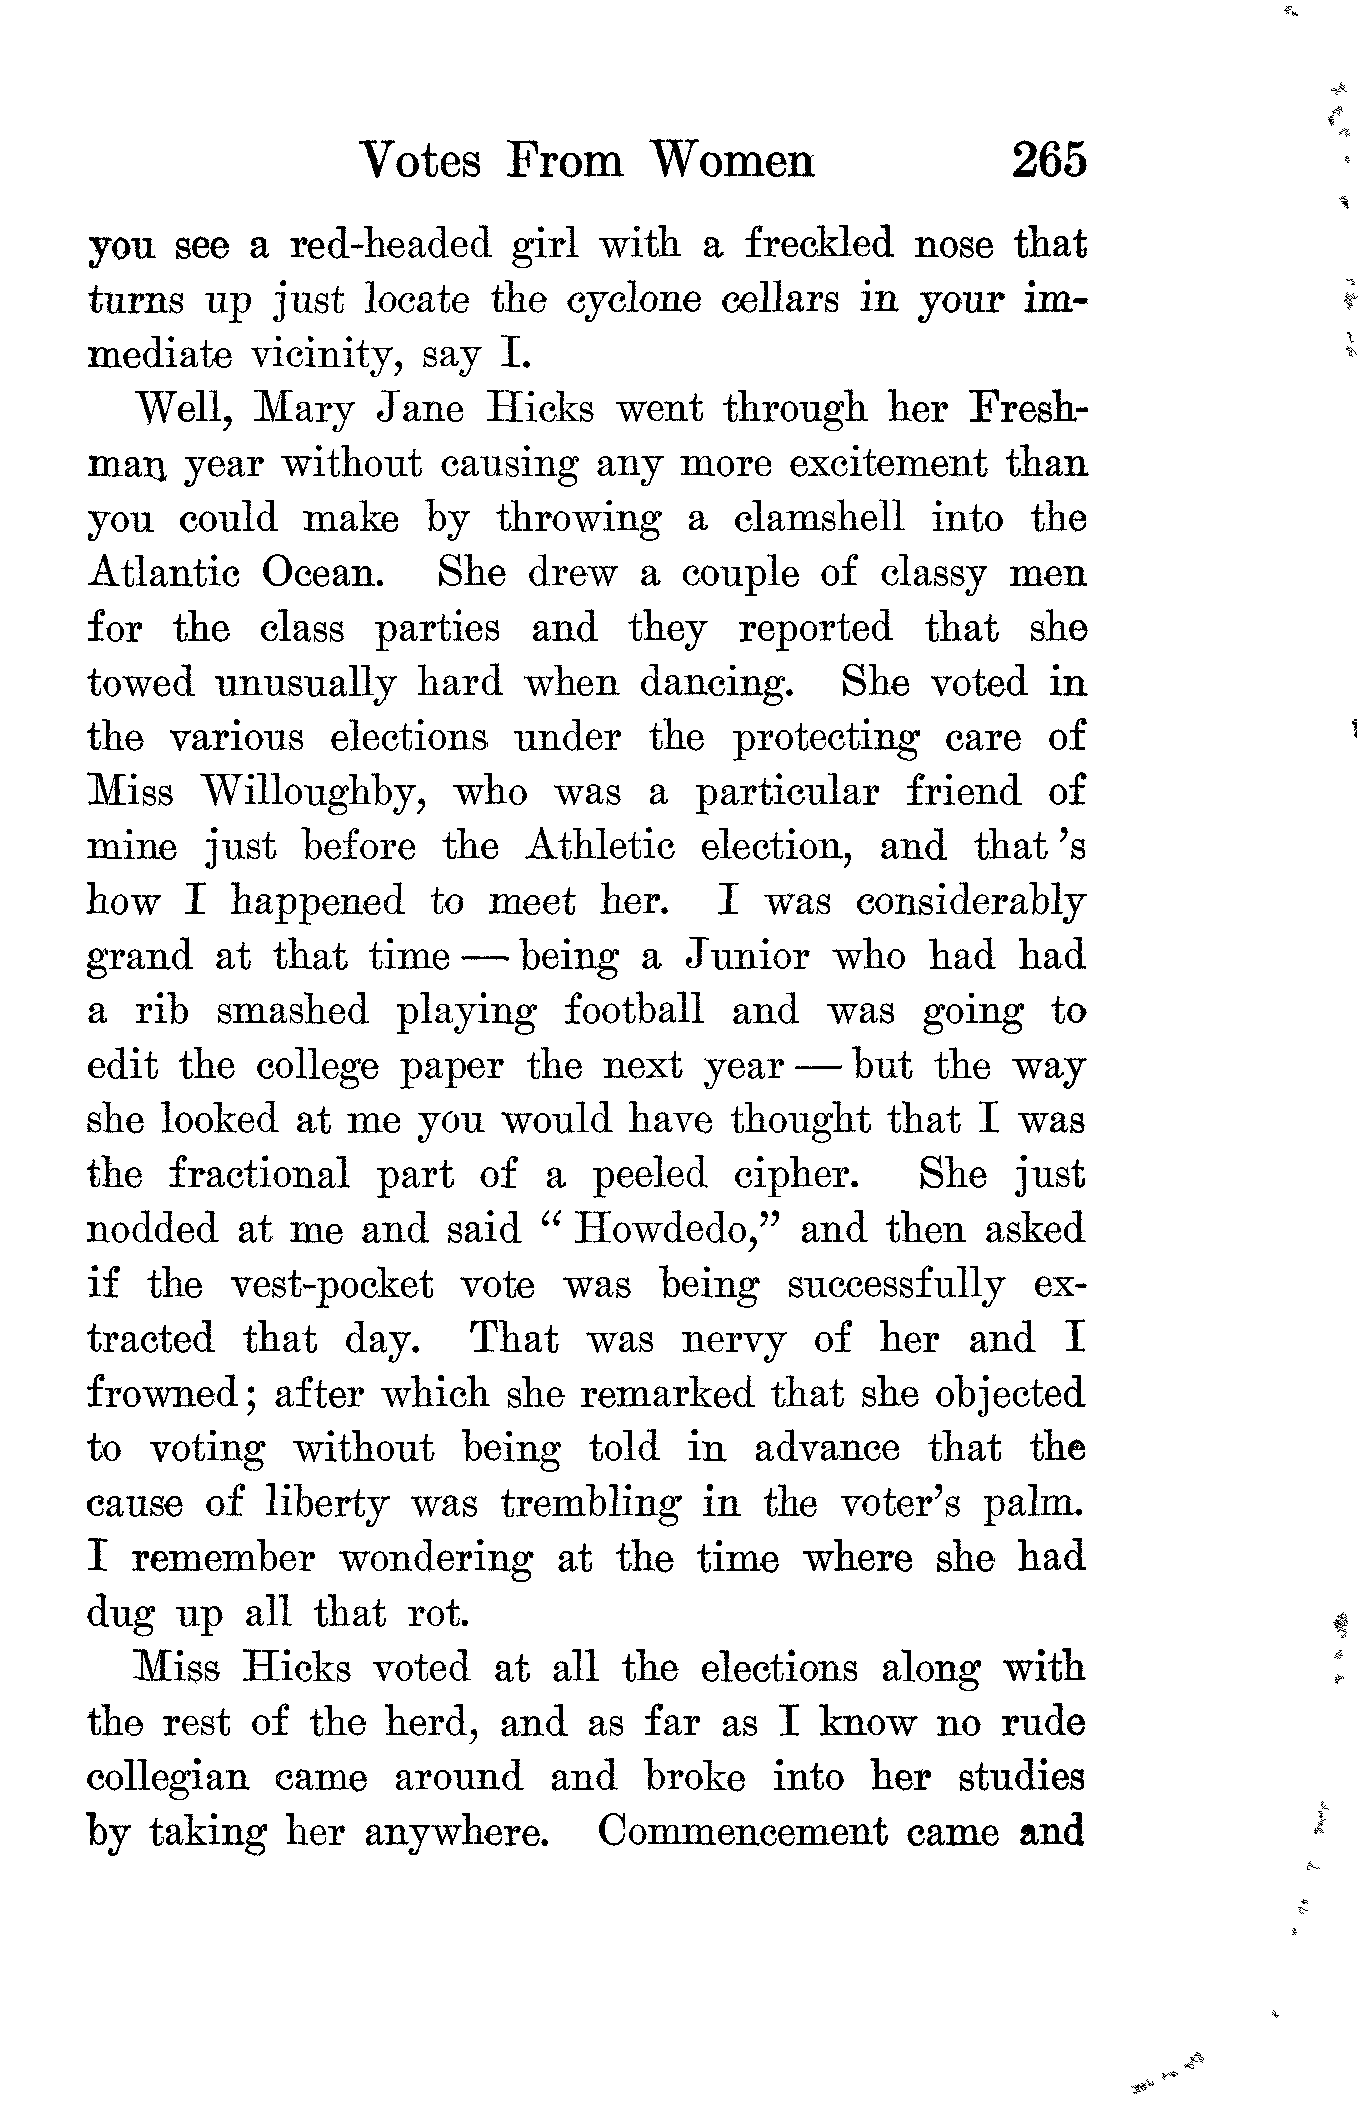 Votes From Women 265
you see a red-headed girl with a freckled nose that
turns up just locate the cyclone cellars in your im-
mediate vicinity, say I.
Well, Mary Jane Hicks went through her Fresh-
man year without causing any more excitement than
you could make by throwing a clamshell into the
Atlantic Ocean. She drew a couple of classy men
for the class parties and they reported that she
towed unusually hard when dancing. She voted in
the various elections under the protecting care of
Miss Willoughby, who was a particular friend of
mine just before the Athletic election, and that 's
how I happened to meet her. I was considerably
grand at that time — being a Junior who had had
a rib smashed playing football and was going to
edit the college paper the next year — but the way
she looked at me you would have thought that I was
the fractional part of a peeled cipher. She just
nodded at me and said " Howdedo," and then asked
if the vest-pocket vote was being successfully ex-
tracted that day. That was nervy of her and I
frowned; after which she remarked that she objected
to voting without being told in advance that the
cause of liberty was trembling in the voter's palm.
I remember wondering at the time where she had
dug up all that rot.
Miss Hicks voted at all the elections along with
the rest of the herd, and as far as I know no rude
collegian came around and broke into her studies
by taking her anywhere. Commencement came and